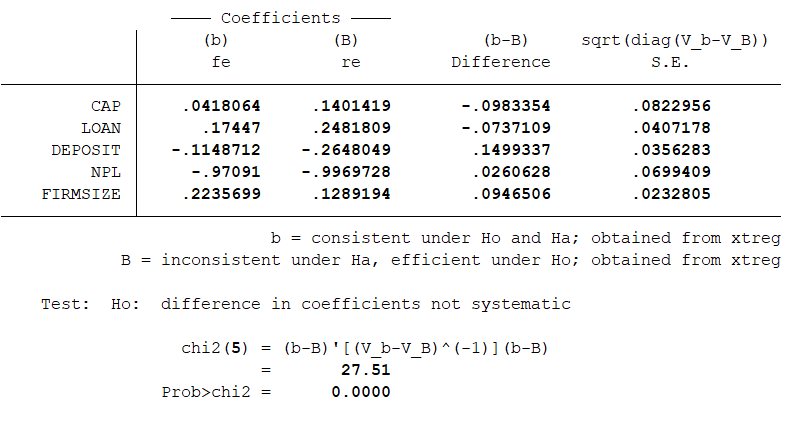 Coefficients
(b) (B) (b-B) sqrt(diag(V_b-V_B))
fe re Difference S.E.
CAP .0418064 .1401419 -.0983354 .0822956
LOAN .17447 .2481809 -.0737109 .0407178
DEPOSIT -.1148712 -.2648049 .1499337 .0356283
NPL -.97091 -.9969728 .0260628 .0699409
FIRMSIZE .2235699 .1289194 .0946506 .0232805
b = consistent under Ho and Ha; obtained from xtreg
B = inconsistent under Ha, efficient under Ho; obtained from xtreg
Test: Ho: difference in coefficients not systematic
chi2(5) = (b-B)'[(V_b-V_B)^(-1)](b-B)
= 27.51
Prob>chi2 = 0.0000